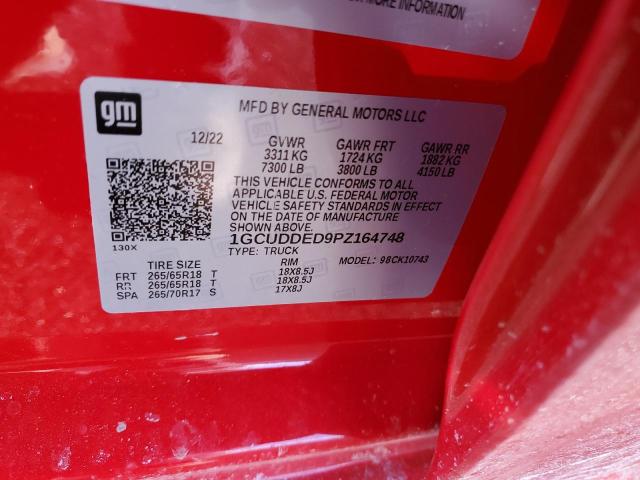 MORE INFORMATION
gm
MFD BY GENERAL MOTORS LLC
12/22 GVWR GAWR FRT GAWR RR
3311 KG 1724 KG 1882 KG
7300 LB 3800 LB 4150 LB
THIS VEHICLE CONFORMS TO ALL
APPLICABLE U.S. FEDERAL MOTOR
VEHICLE SAFETY STANDARDS IN EFFECT
ON THE DATE OF MANUFACTURE
SHOWN ABOVE.
130X 1GCUDDED9PZ164748
TYPE: TRUCK
TIRE SIZE RIM MODEL: 98CK10743
FRT 265/65R18 T 18X8.5J
RR 265/65R18 T 18X8.5J
SPA 265/70R17 S 17X8J